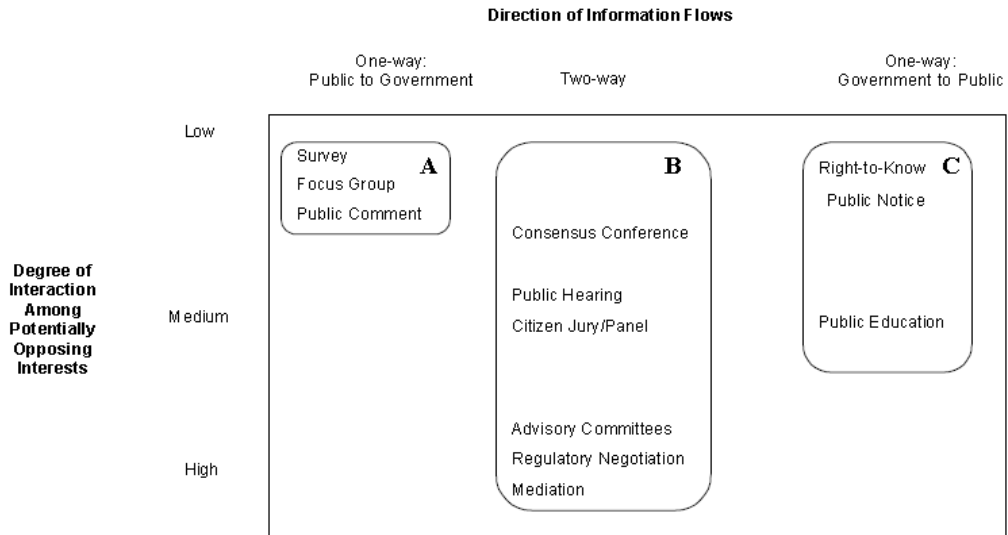 Direction of Information Flows
One-way:
Public to Government
Two-way
One-way:
Government to Public
Low
Survey
A
Focus Group
Public Comment
B
Right-to-Know
C
Public Notice
Consensus Conference
Degree of
Interaction
Among
Potentially
Opposing
Interests
Medium
Public Hearing
Citizen Jury/Panel
Public Education
High
Advisory Committees
Regulatory Negotiation
Mediation